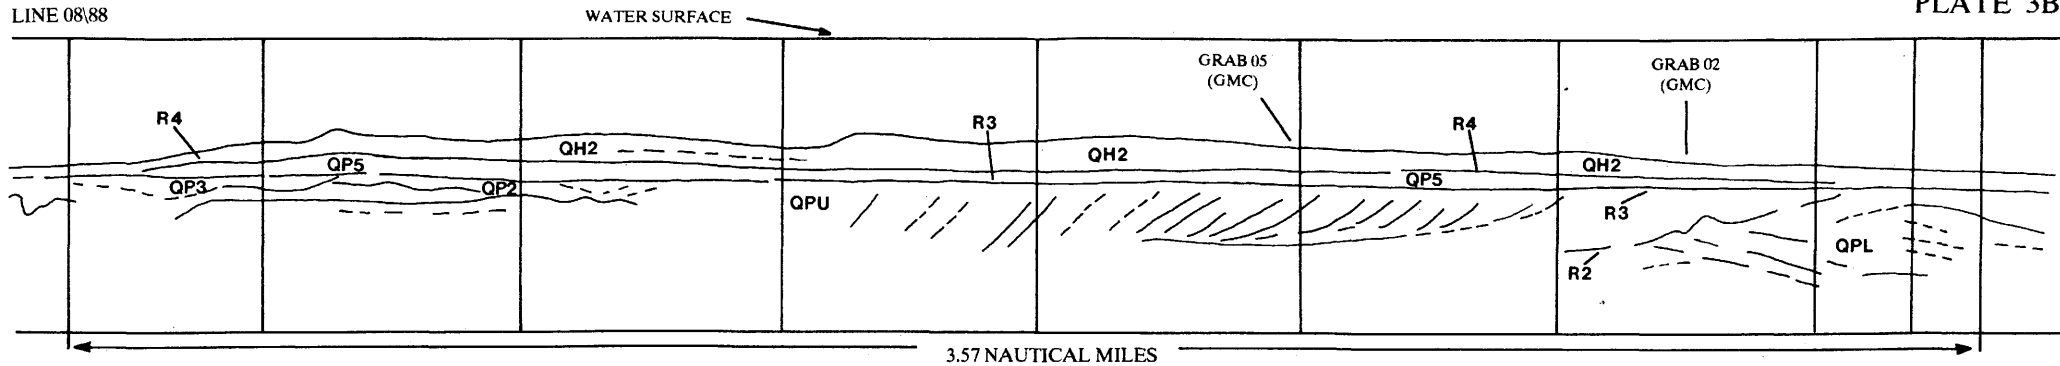 LINE 08\88
PLATE 3B
WATER SURFACE
GRAB 05
(GMC)
GRAB 02
(GMC)
R4
R3
R4
QH2
QH2
QH2
QP5
QP5
QP3
QP2
QPU
R3
R2
QPL
3.57 NAUTICAL MILES